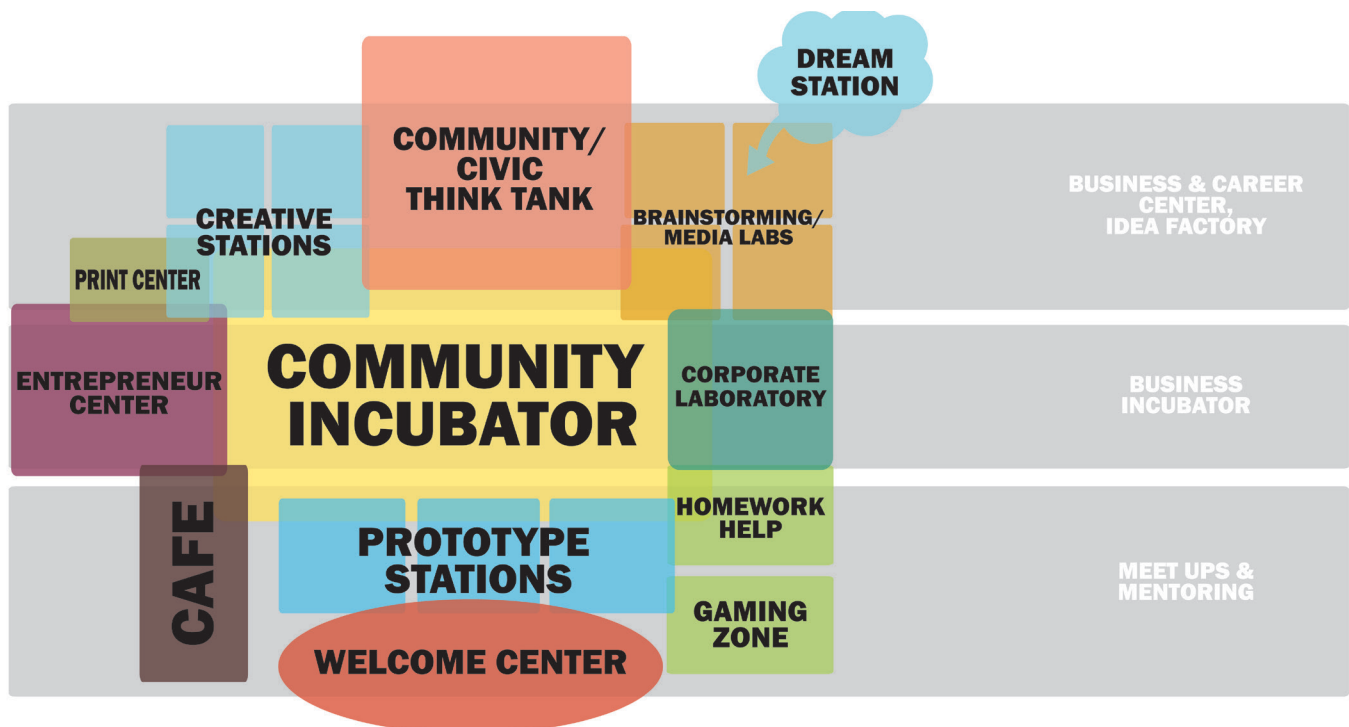 DREAM
STATION
COMMUNITY/
CIVIC
THINK TANK
CREATIVE
STATIONS
BRAINSTORMING/
MEDIA LABS
BUSINESS & CAREER
CENTER,
IDEA FACTORY
PRINT CENTER
ENTREPRENEUR
CENTER
COMMUNITY
INCUBATOR
CORPORATE
LABORATORY
BUSINESS
INCUBATOR
CAFE
PROTOTYPE
STATIONS
HOMEWORK
HELP
MEET UPS &
MENTORING
GAMING
ZONE
WELCOME CENTER